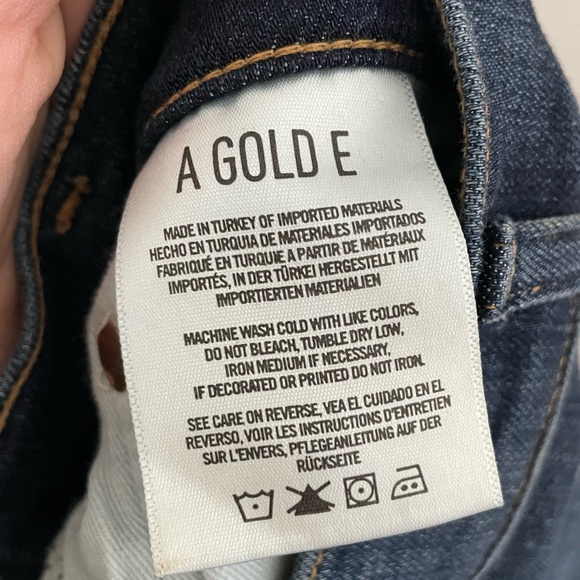 A GOLD E
MADE IN TURKEY OF IMPORTED MATERIALS
HECHO EN TURQUIA DE MATERIALES IMPORTADOS
FABRIQUÉ EN TURQUIE A PARTIR DE MATÉRIAUX
IMPORTÉS, IN DER TÜRKEI HERGESTELLT MIT
IMPORTIERTEN MATERIALIEN
MACHINE WASH COLD WITH LIKE COLORS,
DO NOT BLEACH, TUMBLE DRY LOW,
IRON MEDIUM IF NECESSARY,
IF DECORATED OR PRINTED DO NOT IRON.
SEE CARE ON REVERSE, VEA EL CUIDADO EN EL
REVERSO, VOIR LES INSTRUCTIONS D'ENTRETIEN
SUR L'ENVERS, PFLEGEANLEITUNG AUF DER
RÜCKSEITE